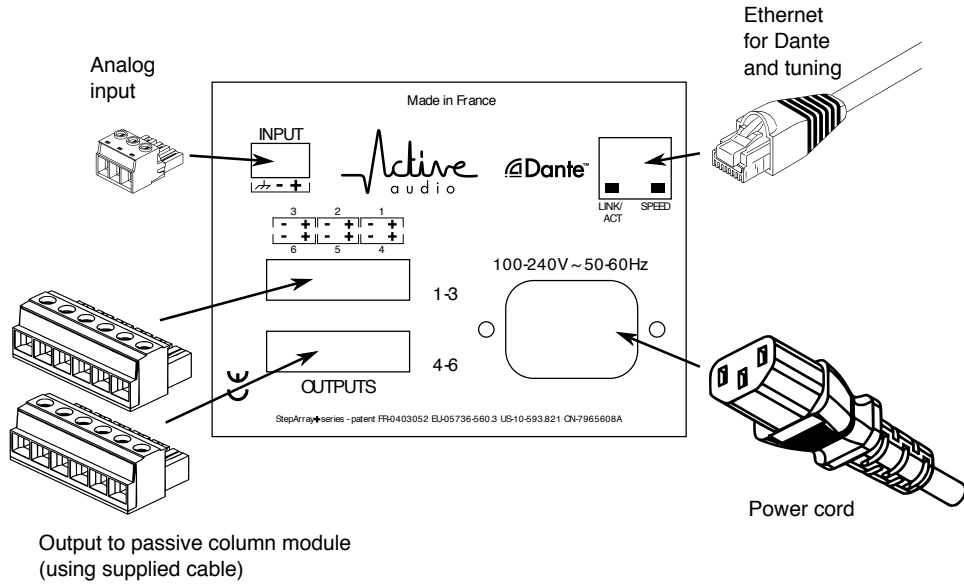 Ethernet
for Dante
and tuning
Analog
input
Made in France
INPUT
- +
Active
audio
Dante™
LINK/
ACT
SPEED
3 2 1
- + - + - +
- + - + - +
6 5 4
100-240V ~ 50-60Hz
1-3
4-6
OUTPUTS
CE
StepArray+series - patent FR-0403052 EU-05736-560.3 US-10-593.821 CN-7965608A
Power cord
Output to passive column module
(using supplied cable)